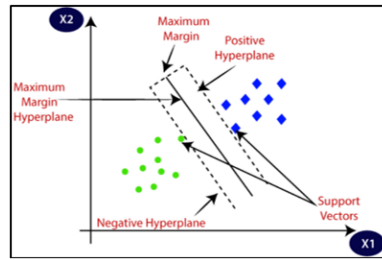 X2
Maximum
Margin
Positive
Hyperplane
Maximum
Margin
Hyperplane
Support
Vectors
Negative Hyperplane
X1